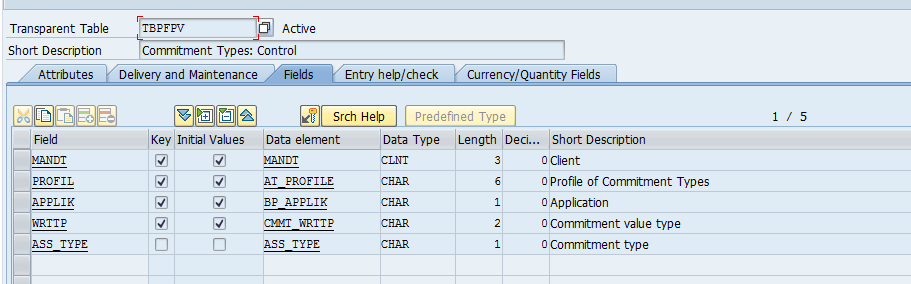 Transparent Table TBPFPV Active
Short Description Commitment Types: Control
Attributes Delivery and Maintenance Fields Entry help/check Currency/Quantity Fields
Srch Help Predefined Type 1 / 5
Field Key Initial Values Data element Data Type Length Deci... Short Description
MANDT MANDT CLNT 3 0 Client
PROFIL AT_PROFILE CHAR 6 0 Profile of Commitment Types
APPLIK BP_APPLIK CHAR 1 0 Application
WRTTP CMMT_WRTTP CHAR 2 0 Commitment value type
ASS_TYPE ASS_TYPE CHAR 1 0 Commitment type